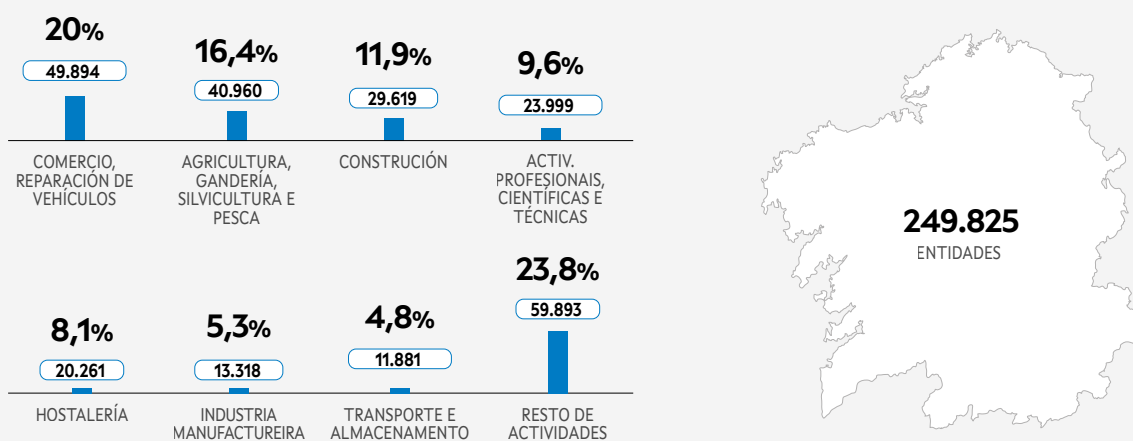 20%
49.894
COMERCIO,
REPARACIÓN DE
VEHÍCULOS
16,4%
40.960
AGRICULTURA,
GANDERÍA,
SILVICULTURA E
PESCA
11,9%
29.619
CONSTRUCIÓN
9,6%
23.999
ACTIV.
PROFESIONAIS,
CIENTÍFICAS E
TÉCNICAS
8,1%
20.261
HOSTALERÍA
5,3%
13.318
INDUSTRIA
MANUFACTUREIRA
4,8%
11.881
TRANSPORTE E
ALMACENAMENTO
23,8%
59.893
RESTO DE
ACTIVIDADES
249.825
ENTIDADES